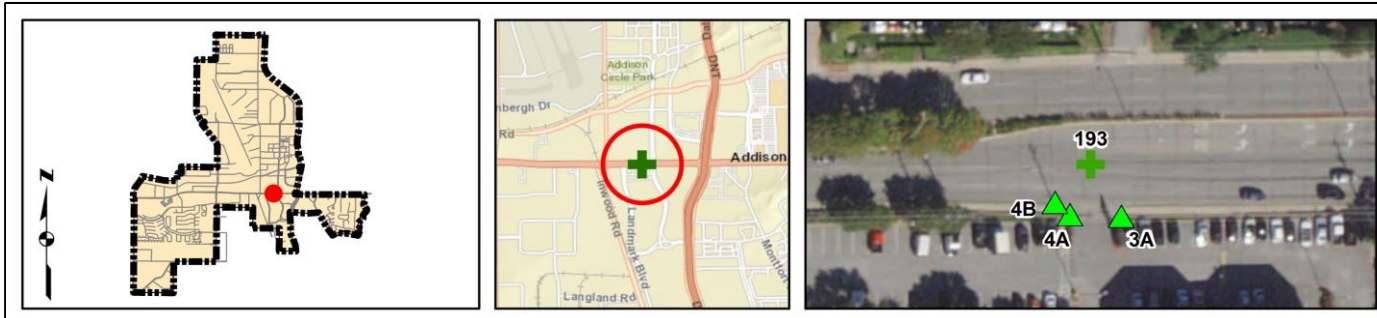 Z
Addison
Circle Park
Dal
DNT
nbergh Dr
Rd
Addison
Inwood Rd
Landmark Blvd
Montfort
Langland Rd
D
193
4B
4A
3A